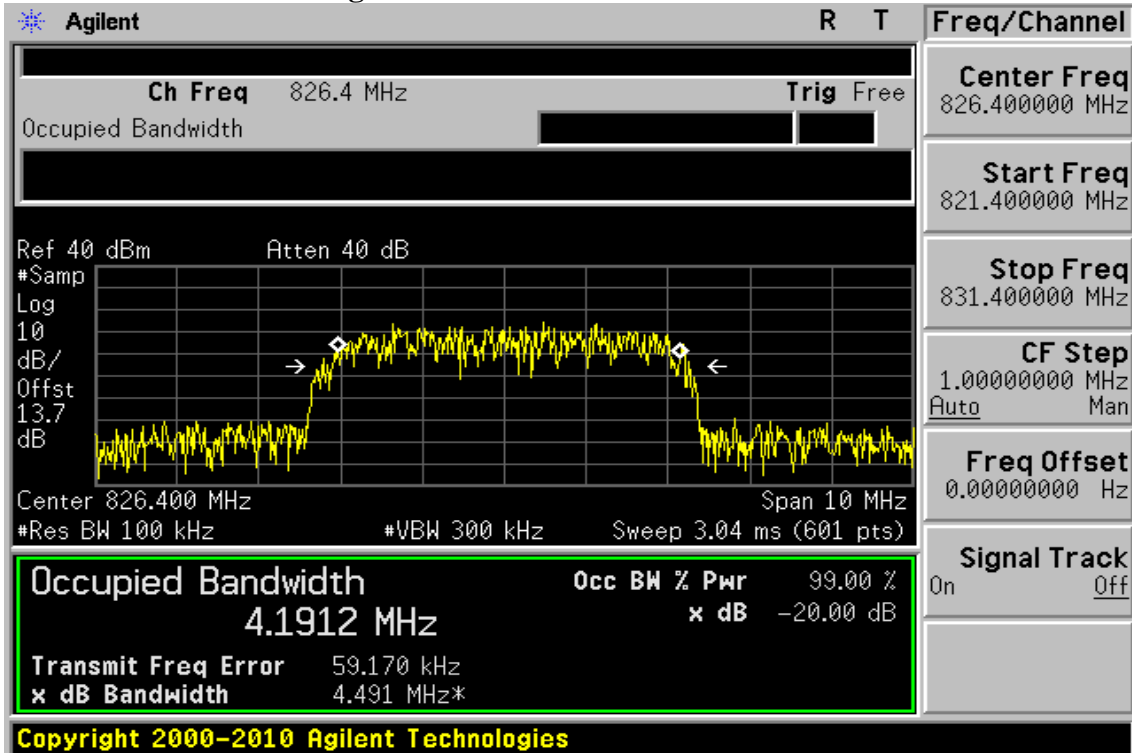 Agilent R T
Ch Freq 826.4 MHz Trig Free
Occupied Bandwidth
Ref 40 dBm Atten 40 dB
#Samp
Log
10
dB/
Offst
13.7
dB
Center 826.400 MHz Span 10 MHz
#Res BW 100 kHz #VBW 300 kHz Sweep 3.04 ms (601 pts)
Occupied Bandwidth Occ BW % Pwr 99.00 %
4.1912 MHz x dB -20.00 dB
Transmit Freq Error 59.170 kHz
x dB Bandwidth 4.491 MHz*
Copyright 2000-2010 Agilent Technologies
Freq/Channel
Center Freq
826.400000 MHz
Start Freq
821.400000 MHz
Stop Freq
831.400000 MHz
CF Step
1.00000000 MHz
Auto Man
Freq Offset
0.00000000 Hz
Signal Track
On Off